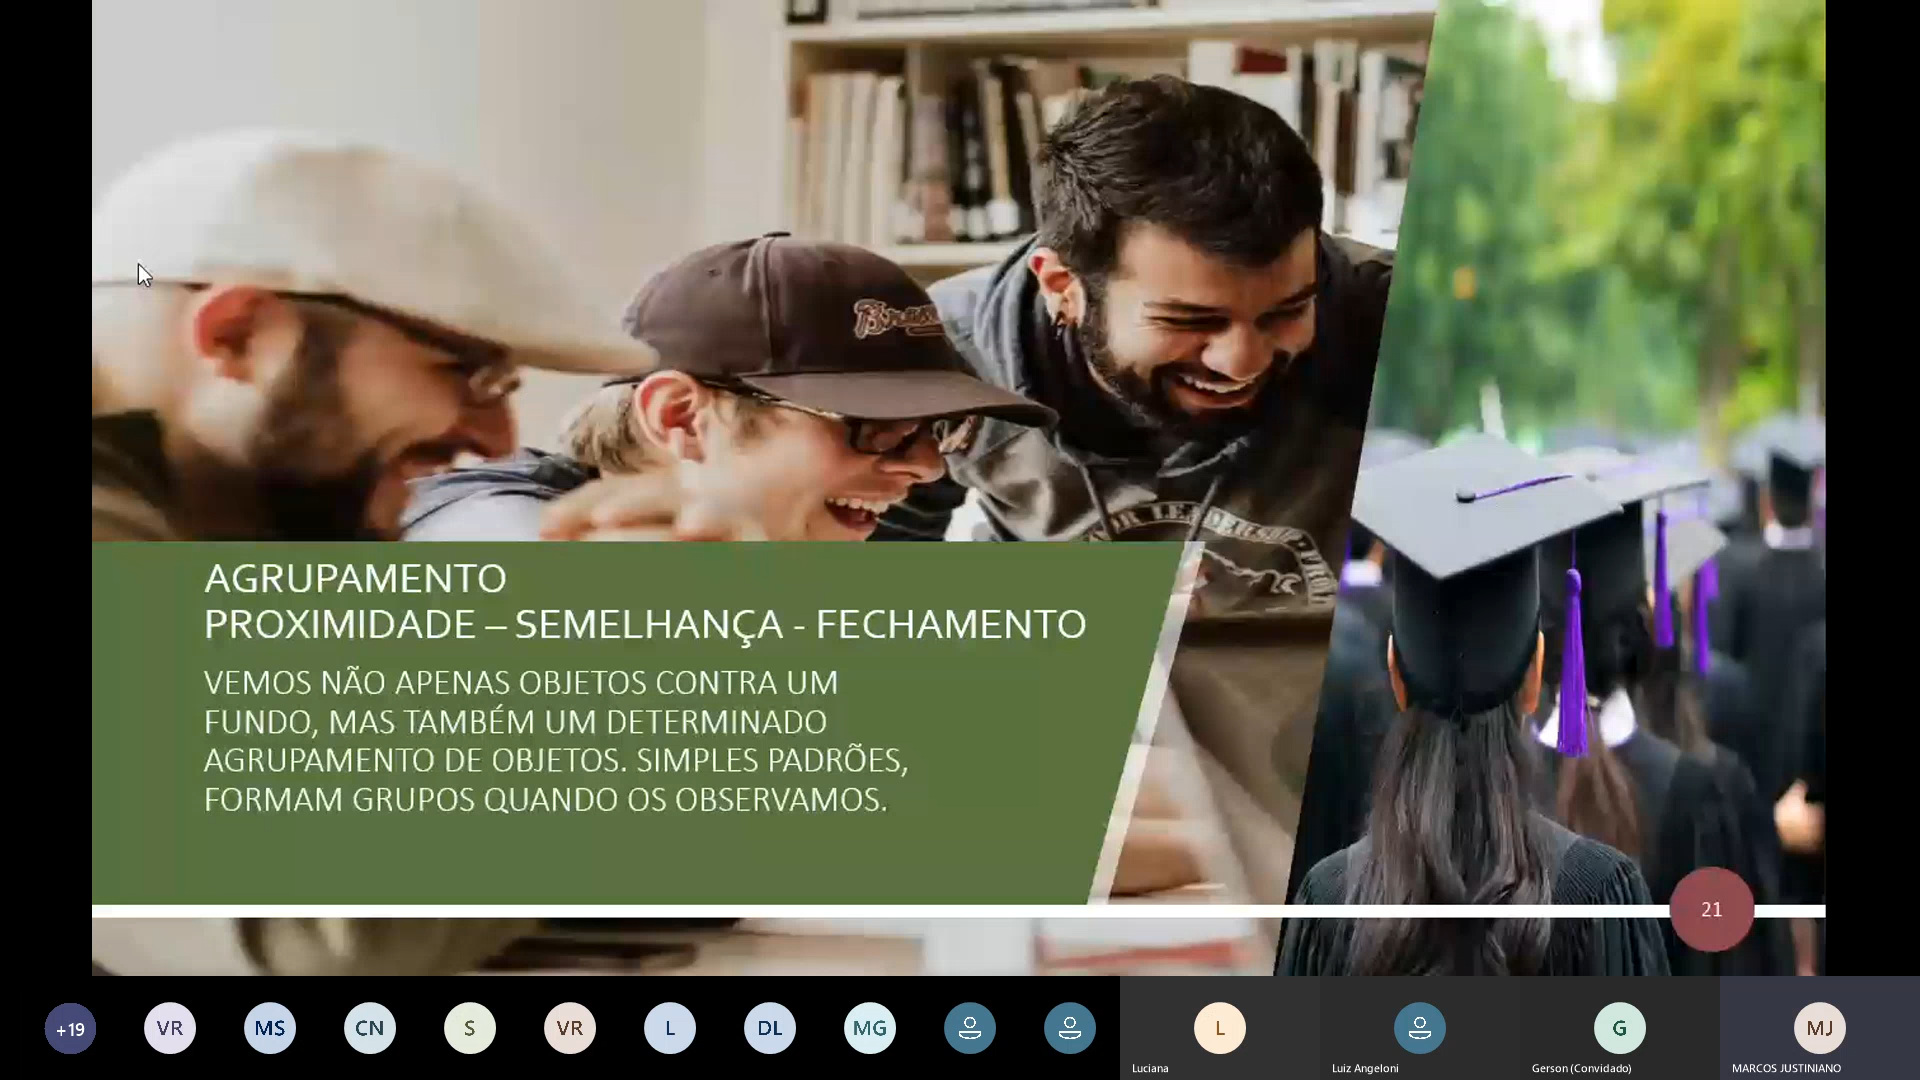 AGRUPAMENTO
PROXIMIDADE – SEMELHANÇA - FECHAMENTO
VEMOS NÃO APENAS OBJETOS CONTRA UM
FUNDO, MAS TAMBÉM UM DETERMINADO
AGRUPAMENTO DE OBJETOS. SIMPLES PADRÕES,
FORMAM GRUPOS QUANDO OS OBSERVAMOS.
21
+19
VR
MS
CN
S
VR
L
DL
MG
L
G
MJ
Luciana
Luiz Angeloni
Gerson (Convidado)
MARCOS JUSTINIANO